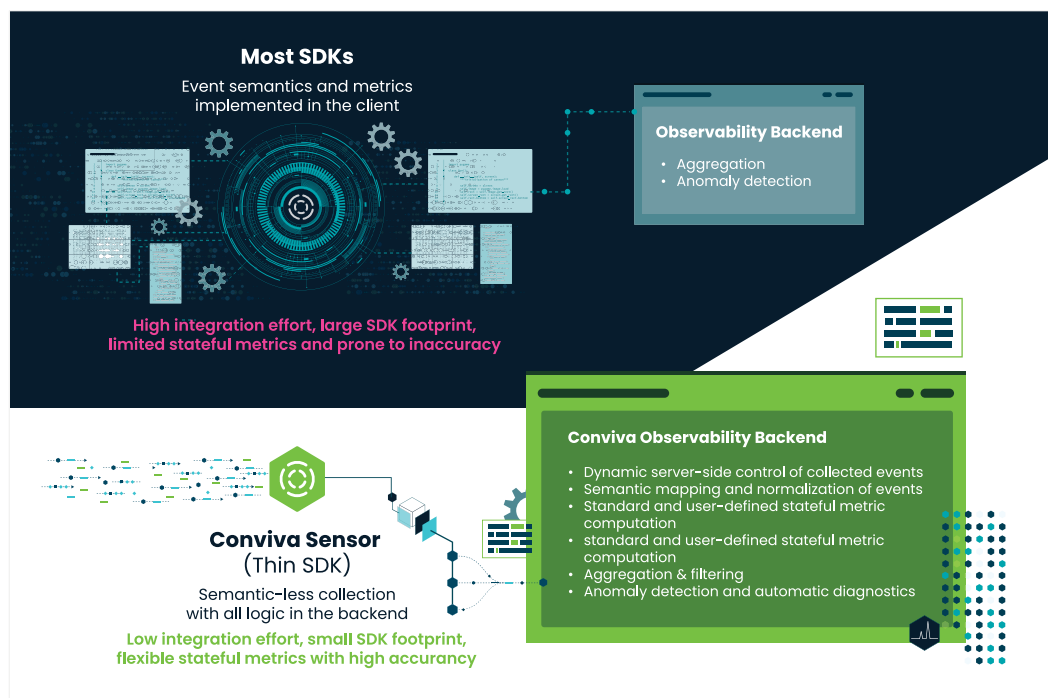 Most SDKs
Event semantics and metrics
implemented in the client
Observability Backend
• Aggregation
• Anomaly detection
High integration effort, large SDK footprint,
limited stateful metrics and prone to inaccuracy
Conviva Observability Backend
• Dynamic server-side control of collected events
• Semantic mapping and normalization of events
• Standard and user-defined stateful metric
computation
• standard and user-defined stateful metric
computation
• Aggregation & filtering
• Anomaly detection and automatic diagnostics
Conviva Sensor
(Thin SDK)
Semantic-less collection
with all logic in the backend
Low integration effort, small SDK footprint,
flexible stateful metrics with high accurancy